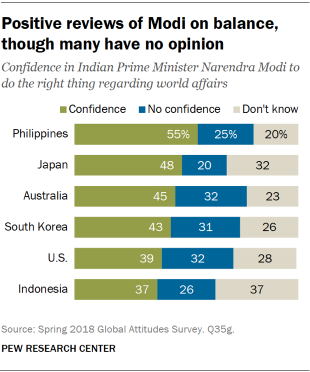 Positive reviews of Modi on balance,
though many have no opinion
Confidence in Indian Prime Minister Narendra Modi to
do the right thing regarding world affairs
Confidence No confidence Don't know
Philippines 55% 25% 20%
Japan 48 20 32
Australia 45 32 23
South Korea 43 31 26
U.S. 39 32 28
Indonesia 37 26 37
Source: Spring 2018 Global Attitudes Survey. Q35g.
PEW RESEARCH CENTER